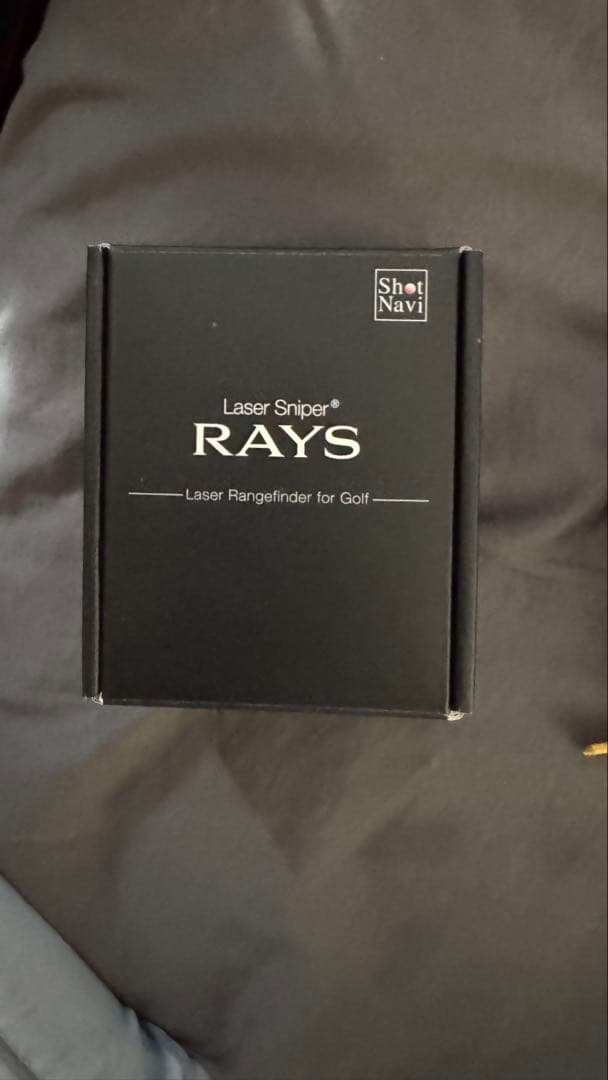 Shot
Navi
Laser Sniper®
RAYS
Laser Rangefinder for Golf